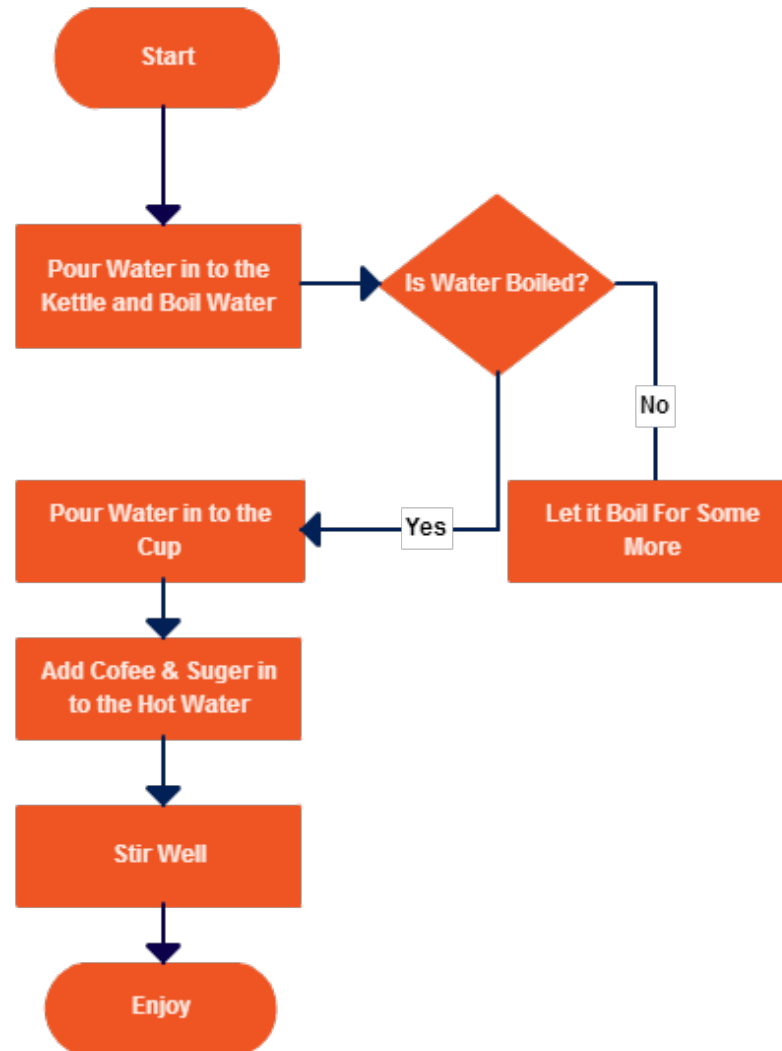 Start
Pour Water in to the
Kettle and Boil Water
Is Water Boiled?
No
Yes
Pour Water in to the
Cup
Let it Boil For Some
More
Add Cofee & Suger in
to the Hot Water
Stir Well
Enjoy